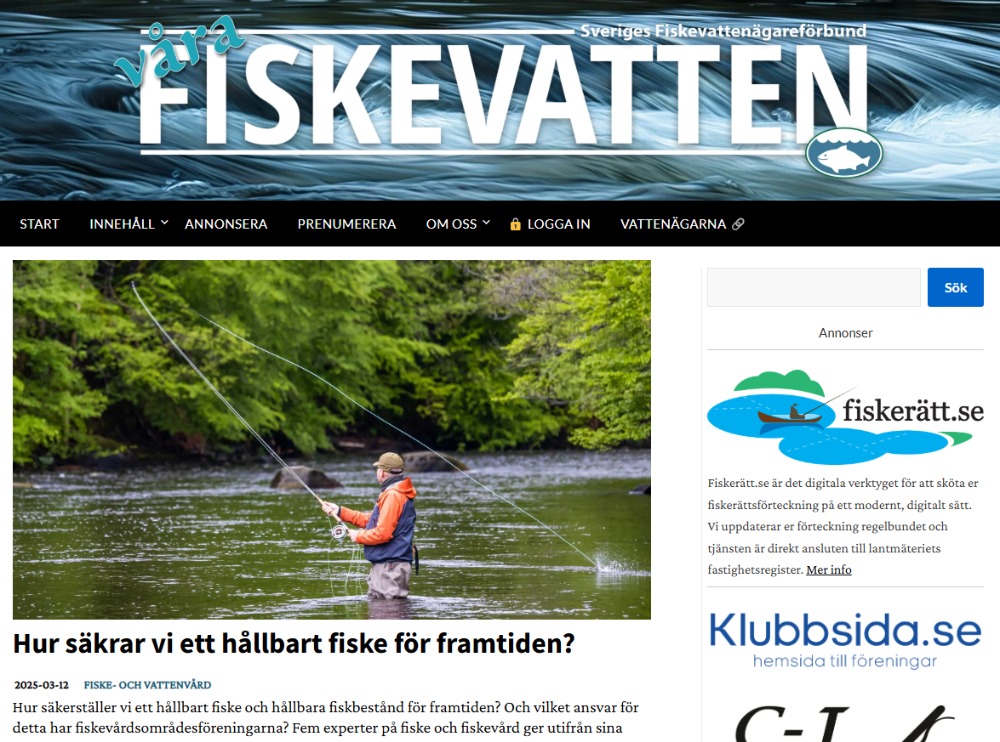 våra
Sveriges Fiskevattenägareförbund
FISKEVATTEN
START INNEHÅLL ANNONSERA PRENUMERERA OM OSS LOGGA IN VATTENÄGARNA
Sök
Annonser
fiskerätt.se
Fiskerätt.se är det digitala verktyget för att sköta er
fiskerättsförteckning på ett modernt, digitalt sätt.
Vi uppdaterar er förteckning regelbundet och
tjänsten är direkt ansluten till lantmäteriets
fastighetsregister. Mer info
Klubbsida.se
hemsida till föreningar
Hur säkrar vi ett hållbart fiske för framtiden?
2025-03-12 FISKE- OCH VATTENVÅRD
Hur säkerställer vi ett hållbart fiske och hållbara fiskbestånd för framtiden? Och vilket ansvar för
detta har fiskevårdsområdesföreningarna? Fem experter på fiske och fiskevård ger utifrån sina